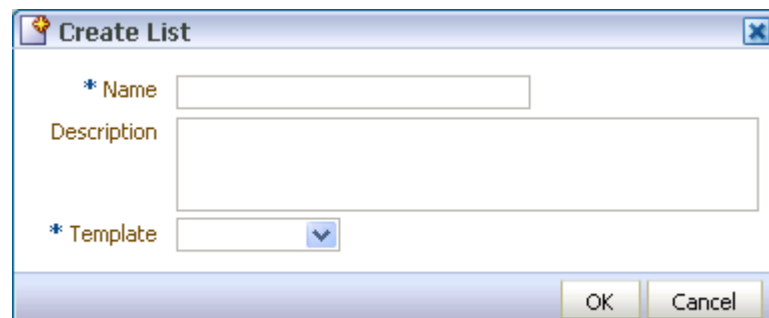 Create List
* Name
Description
* Template
OK Cancel